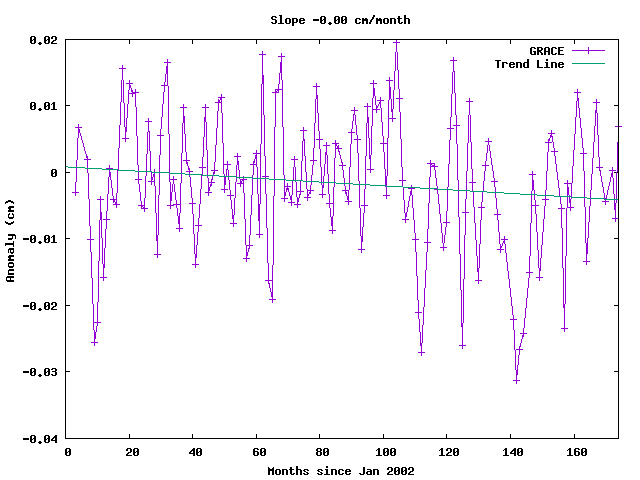 Slope -0.00 cm/month
GRACE
Trend Line
0.02
0.01
0
-0.01
-0.02
-0.03
-0.04
Anomaly (cm)
0 20 40 60 80 100 120 140 160
Months since Jan 2002